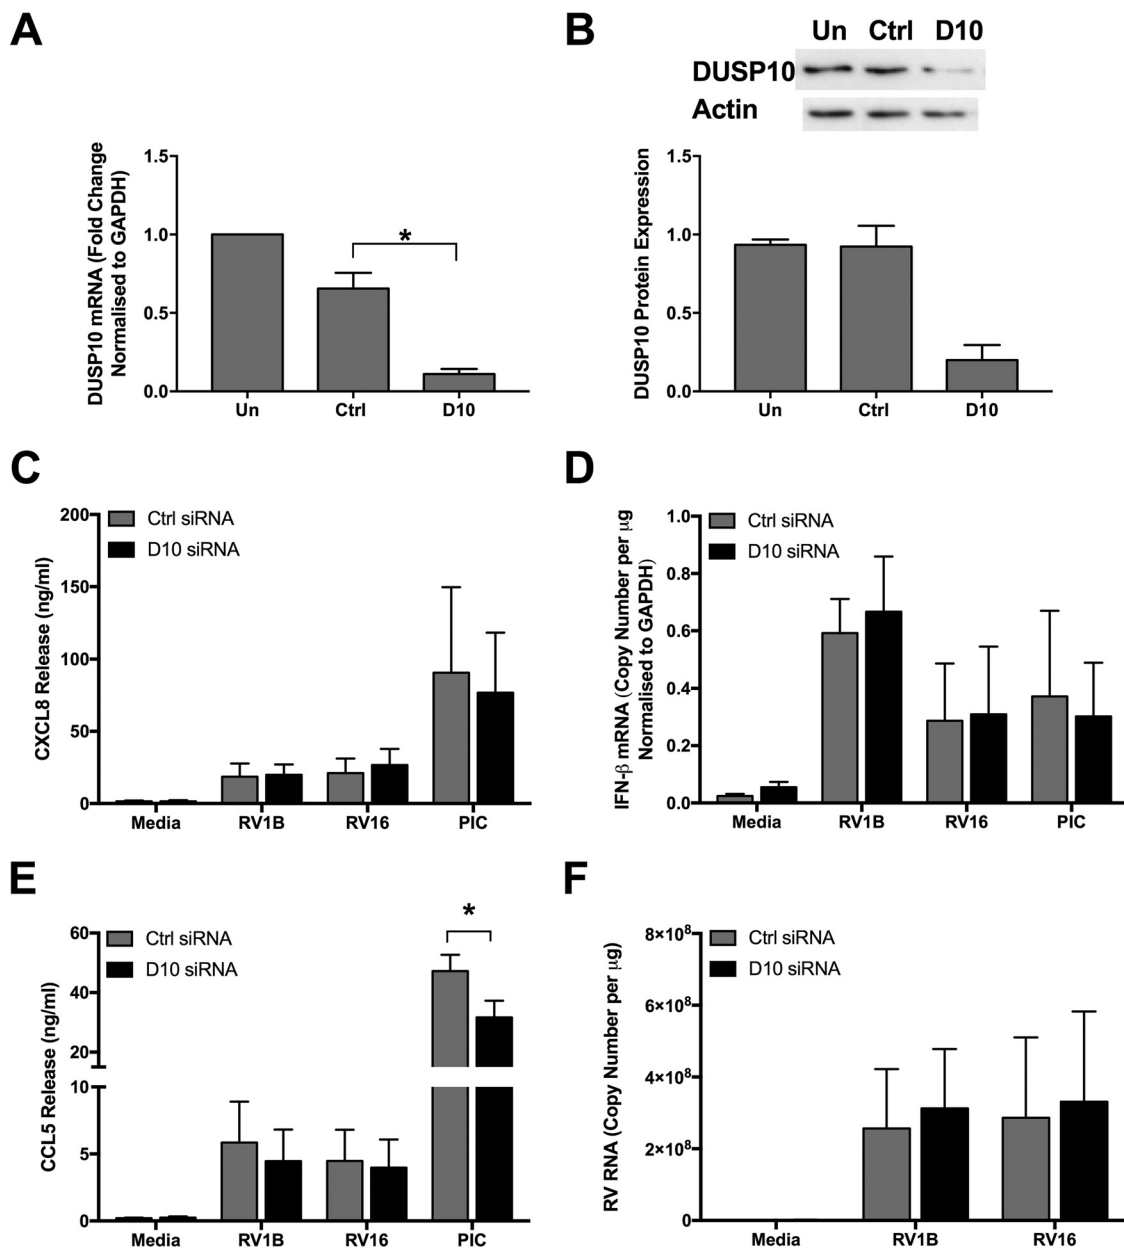 A
DUSP10 mRNA (Fold Change
Normalised to GAPDH)
1.5
1.0
0.5
0.0
*
Un Ctrl D10
B
Un Ctrl D10
DUSP10
Actin
DUSP10 Protein Expression
1.5
1.0
0.5
0.0
Un Ctrl D10
C
CXCL8 Release (ng/ml)
200
150
100
50
0
Ctrl siRNA
D10 siRNA
Media RV1B RV16 PIC
D
IFN-β mRNA (Copy Number per μg
Normalised to GAPDH)
1.0
0.8
0.6
0.4
0.2
0.0
Ctrl siRNA
D10 siRNA
Media RV1B RV16 PIC
E
CCL5 Release (ng/ml)
60
40
20
10
5
0
Ctrl siRNA
D10 siRNA
*
Media RV1B RV16 PIC
F
RV RNA (Copy Number per μg)
8×10⁸
6×10⁸
4×10⁸
2×10⁸
0
Ctrl siRNA
D10 siRNA
Media RV1B RV16